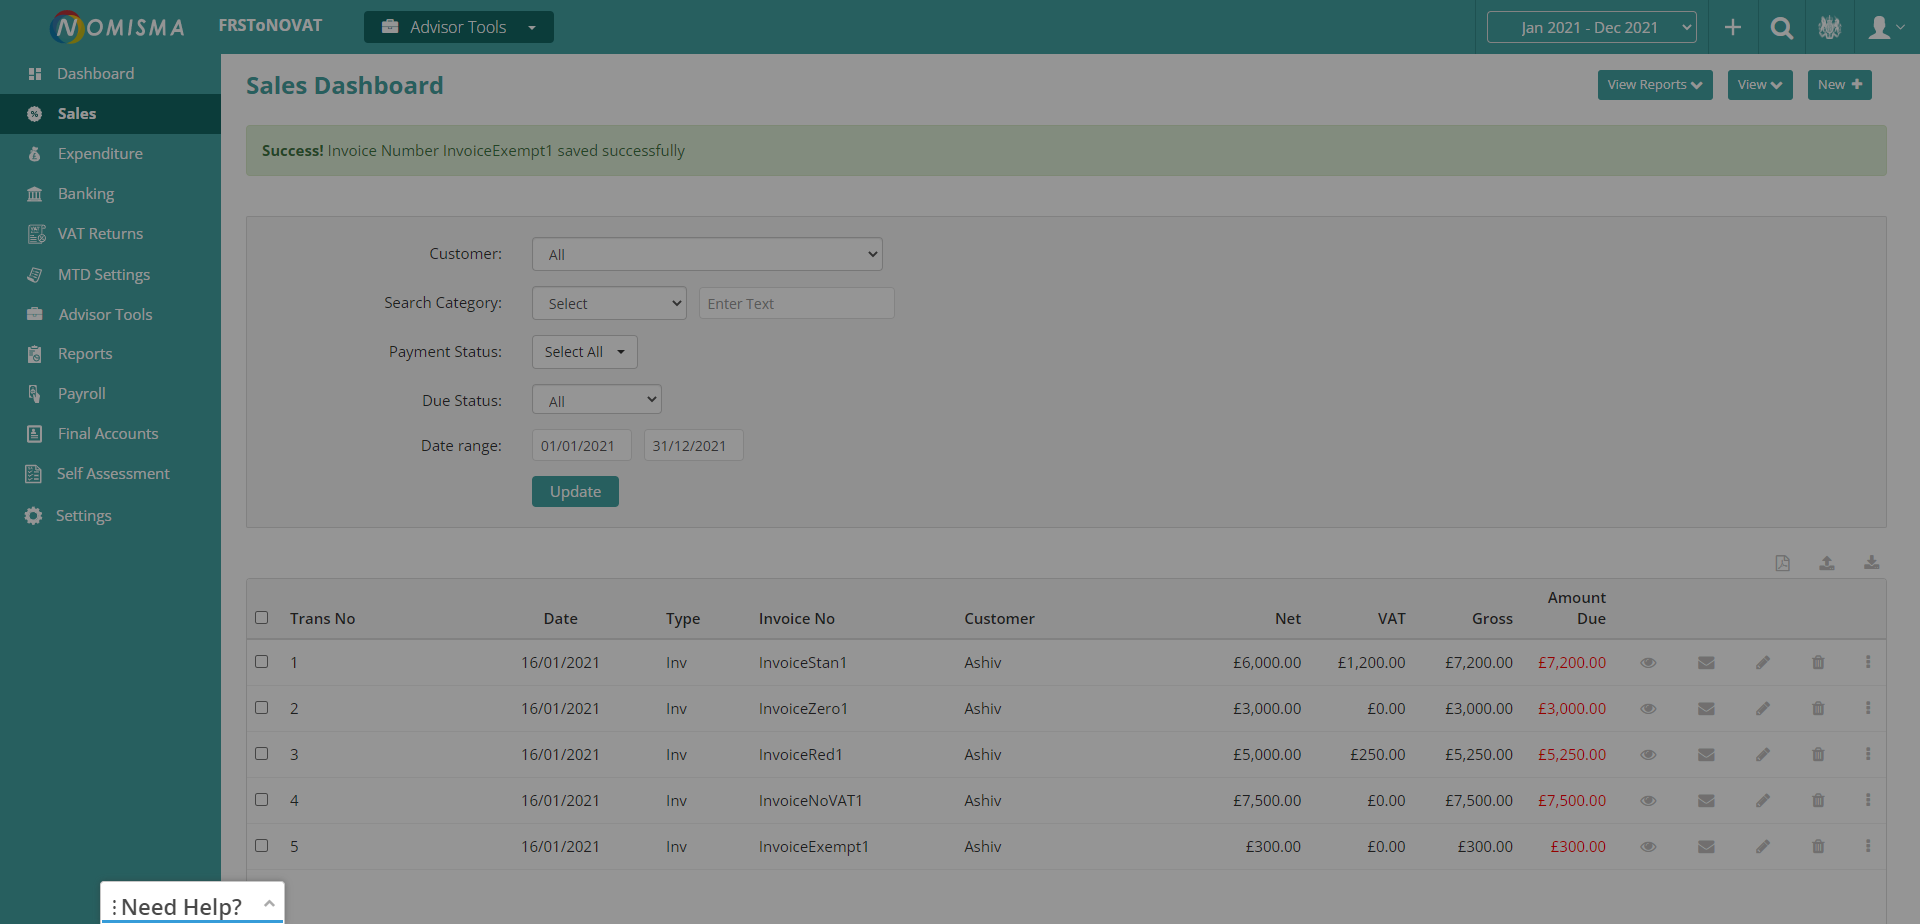 NOMISMA FRSToNOVAT Advisor Tools Jan 2021 - Dec 2021
Dashboard
Sales
Expenditure
Banking
VAT Returns
MTD Settings
Advisor Tools
Reports
Payroll
Final Accounts
Self Assessment
Settings
Sales Dashboard View Reports View New
Success! Invoice Number InvoiceExempt1 saved successfully
Customer: All
Search Category: Select Enter Text
Payment Status: Select All
Due Status: All
Date range: 01/01/2021 31/12/2021
Update
Trans No Date Type Invoice No Customer Net VAT Gross Amount Due
1 16/01/2021 Inv InvoiceStan1 Ashiv £6,000.00 £1,200.00 £7,200.00 £7,200.00
2 16/01/2021 Inv InvoiceZero1 Ashiv £3,000.00 £0.00 £3,000.00 £3,000.00
3 16/01/2021 Inv InvoiceRed1 Ashiv £5,000.00 £250.00 £5,250.00 £5,250.00
4 16/01/2021 Inv InvoiceNoVAT1 Ashiv £7,500.00 £0.00 £7,500.00 £7,500.00
5 16/01/2021 Inv InvoiceExempt1 Ashiv £300.00 £0.00 £300.00 £300.00
Need Help?